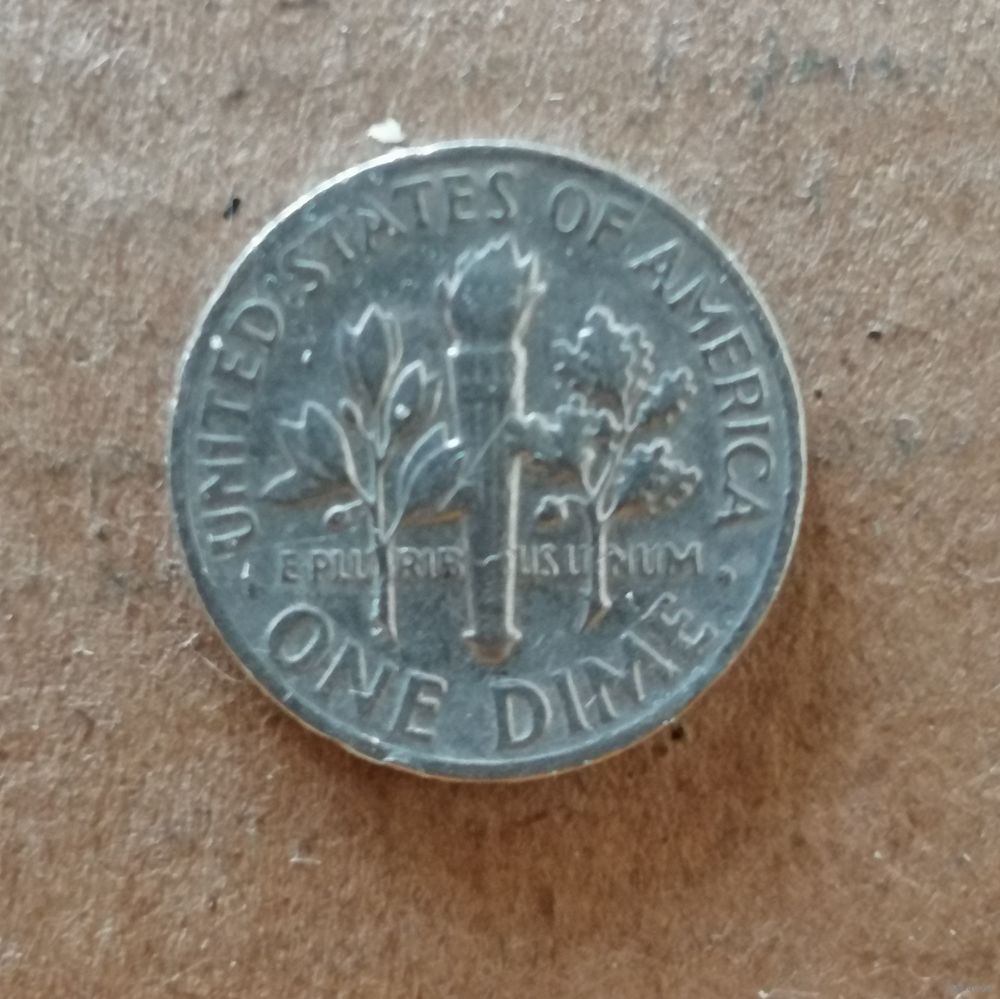 UNITED STATES OF AMERICA
E PLURIBUS UNUM
ONE DIME